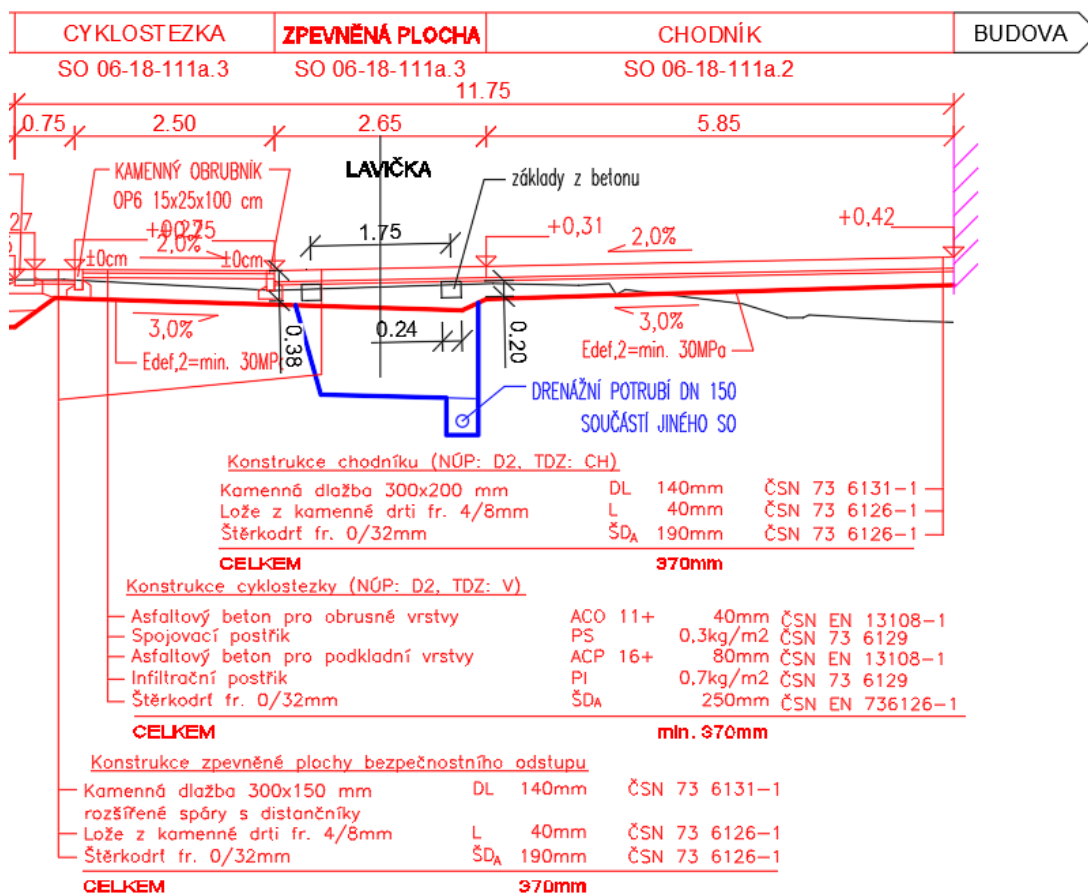 CYKLOSTEZKA ZPEVNĚNÁ PLOCHA CHODNÍK BUDOVA
SO 06-18-111a.3 SO 06-18-111a.3 SO 06-18-111a.2
11.75
0.75 2.50 2.65 5.85
KAMENNÝ OBRUBNÍK
OP6 15x25x100 cm
LAVIČKA
základy z betonu
+0,31
2,0%
+0,42
2,0%
±0cm
±0cm
1.75
3,0%
Edef,2=min. 30MP
0.38
0.24
0.20
3,0%
Edef,2=min. 30MPa
DRENÁŽNÍ POTRUBÍ DN 150
SOUČÁSTÍ JINÉHO SO
Konstrukce chodníku (NÚP: D2, TDZ: CH)
Kamenná dlažba 300x200 mm DL 140mm ČSN 73 6131-1
Lože z kamenné drti fr. 4/8mm L 40mm ČSN 73 6126-1
Štěrkodrť fr. 0/32mm ŠDA 190mm ČSN 73 6126-1
CELKEM 370mm
Konstrukce cyklostezky (NÚP: D2, TDZ: V)
Asfaltový beton pro obrusné vrstvy ACO 11+ 40mm ČSN EN 13108-1
Spojovací postřik PS 0,3kg/m2 ČSN 73 6129
Asfaltový beton pro podkladní vrstvy ACP 16+ 80mm ČSN EN 13108-1
Infiltrační postřik PI 0,7kg/m2 ČSN 73 6129
Štěrkodrť fr. 0/32mm ŠDA 250mm ČSN EN 736126-1
CELKEM min. 370mm
Konstrukce zpevněné plochy bezpečnostního odstupu
Kamenná dlažba 300x150 mm DL 140mm ČSN 73 6131-1
rozšířené spáry s distančníky
Lože z kamenné drti fr. 4/8mm L 40mm ČSN 73 6126-1
Štěrkodrť fr. 0/32mm ŠDA 190mm ČSN 73 6126-1
CELKEM 370mm